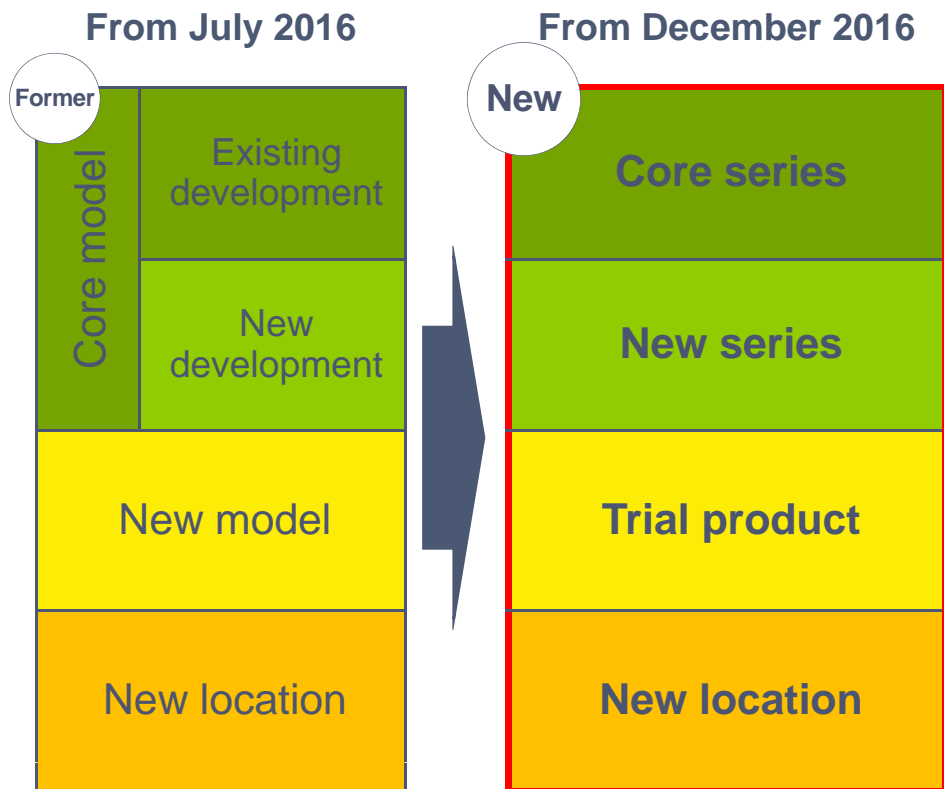 From July 2016
Former
Core model
Existing
development
New
development
New model
New location
From December 2016
New
Core series
New series
Trial product
New location